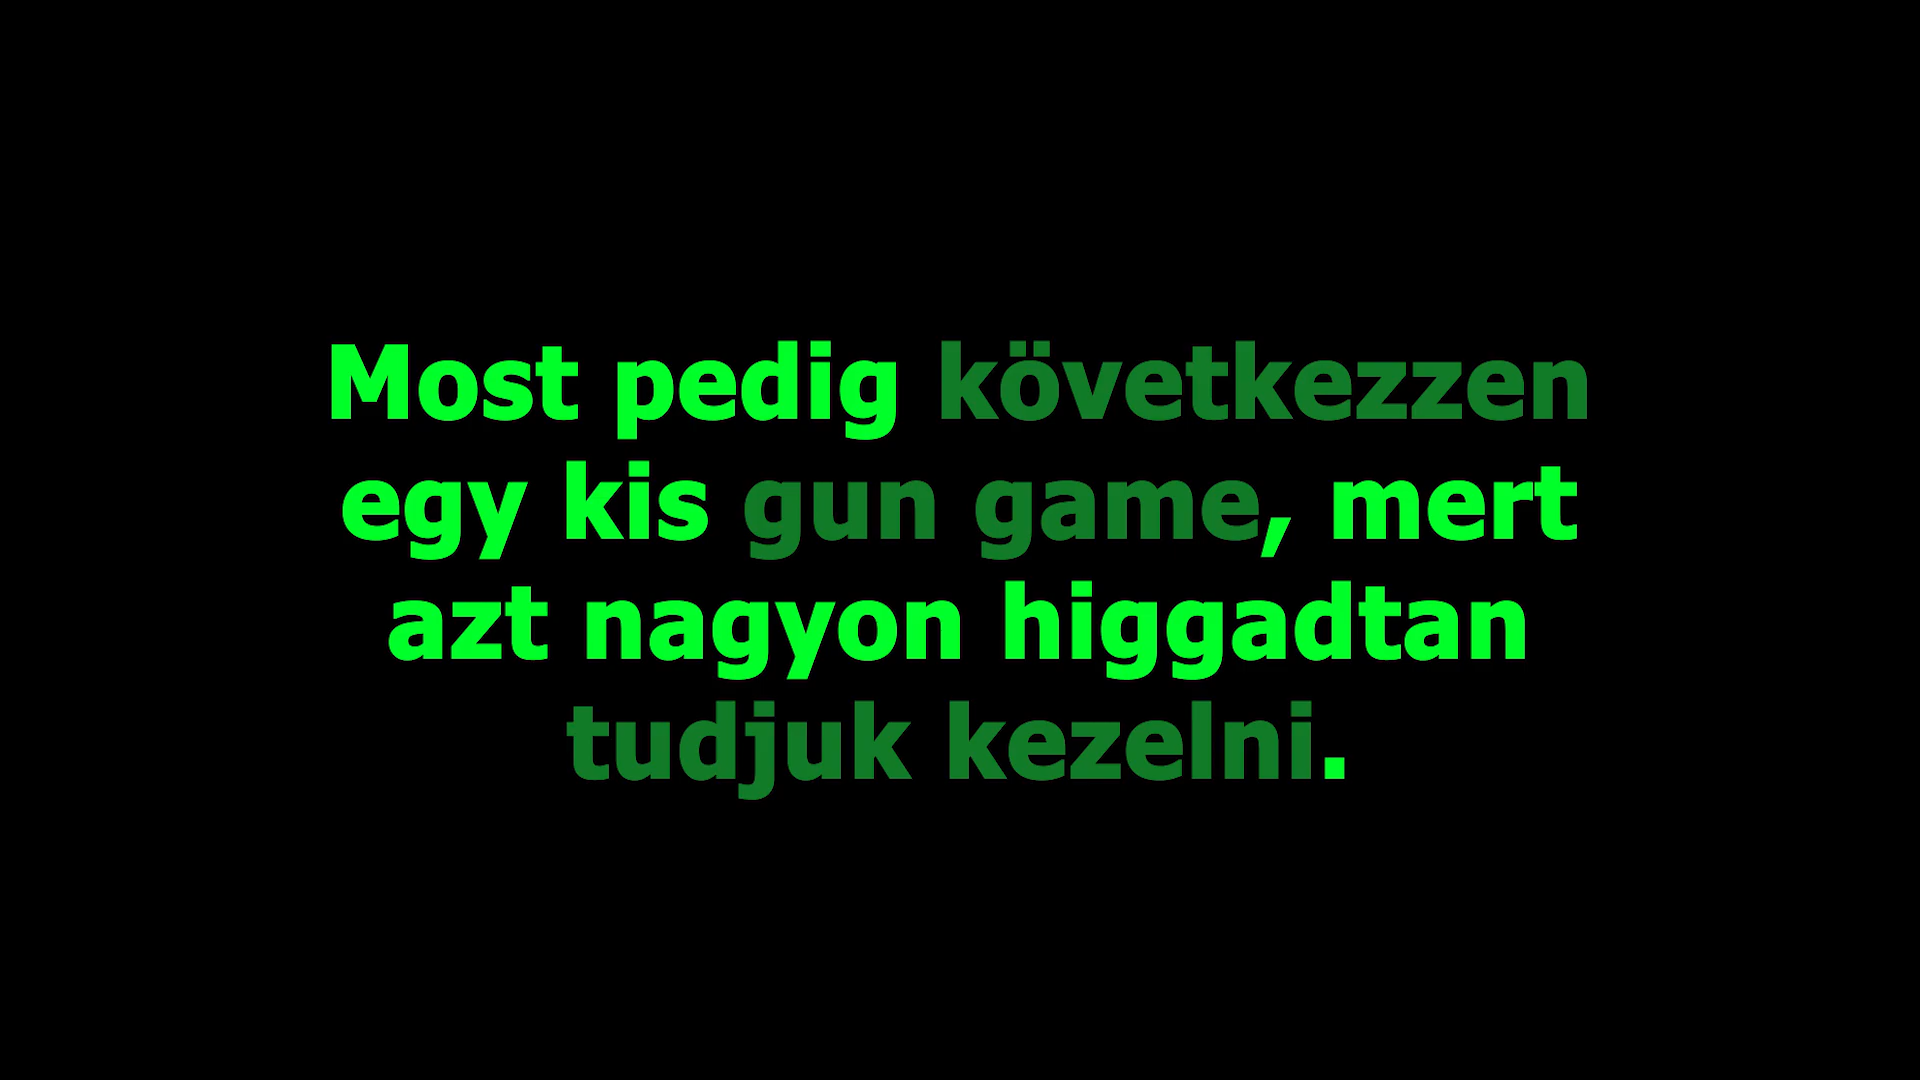 Most pedig következzen
egy kis gun game, mert
azt nagyon higgadtan
tudjuk kezelni.